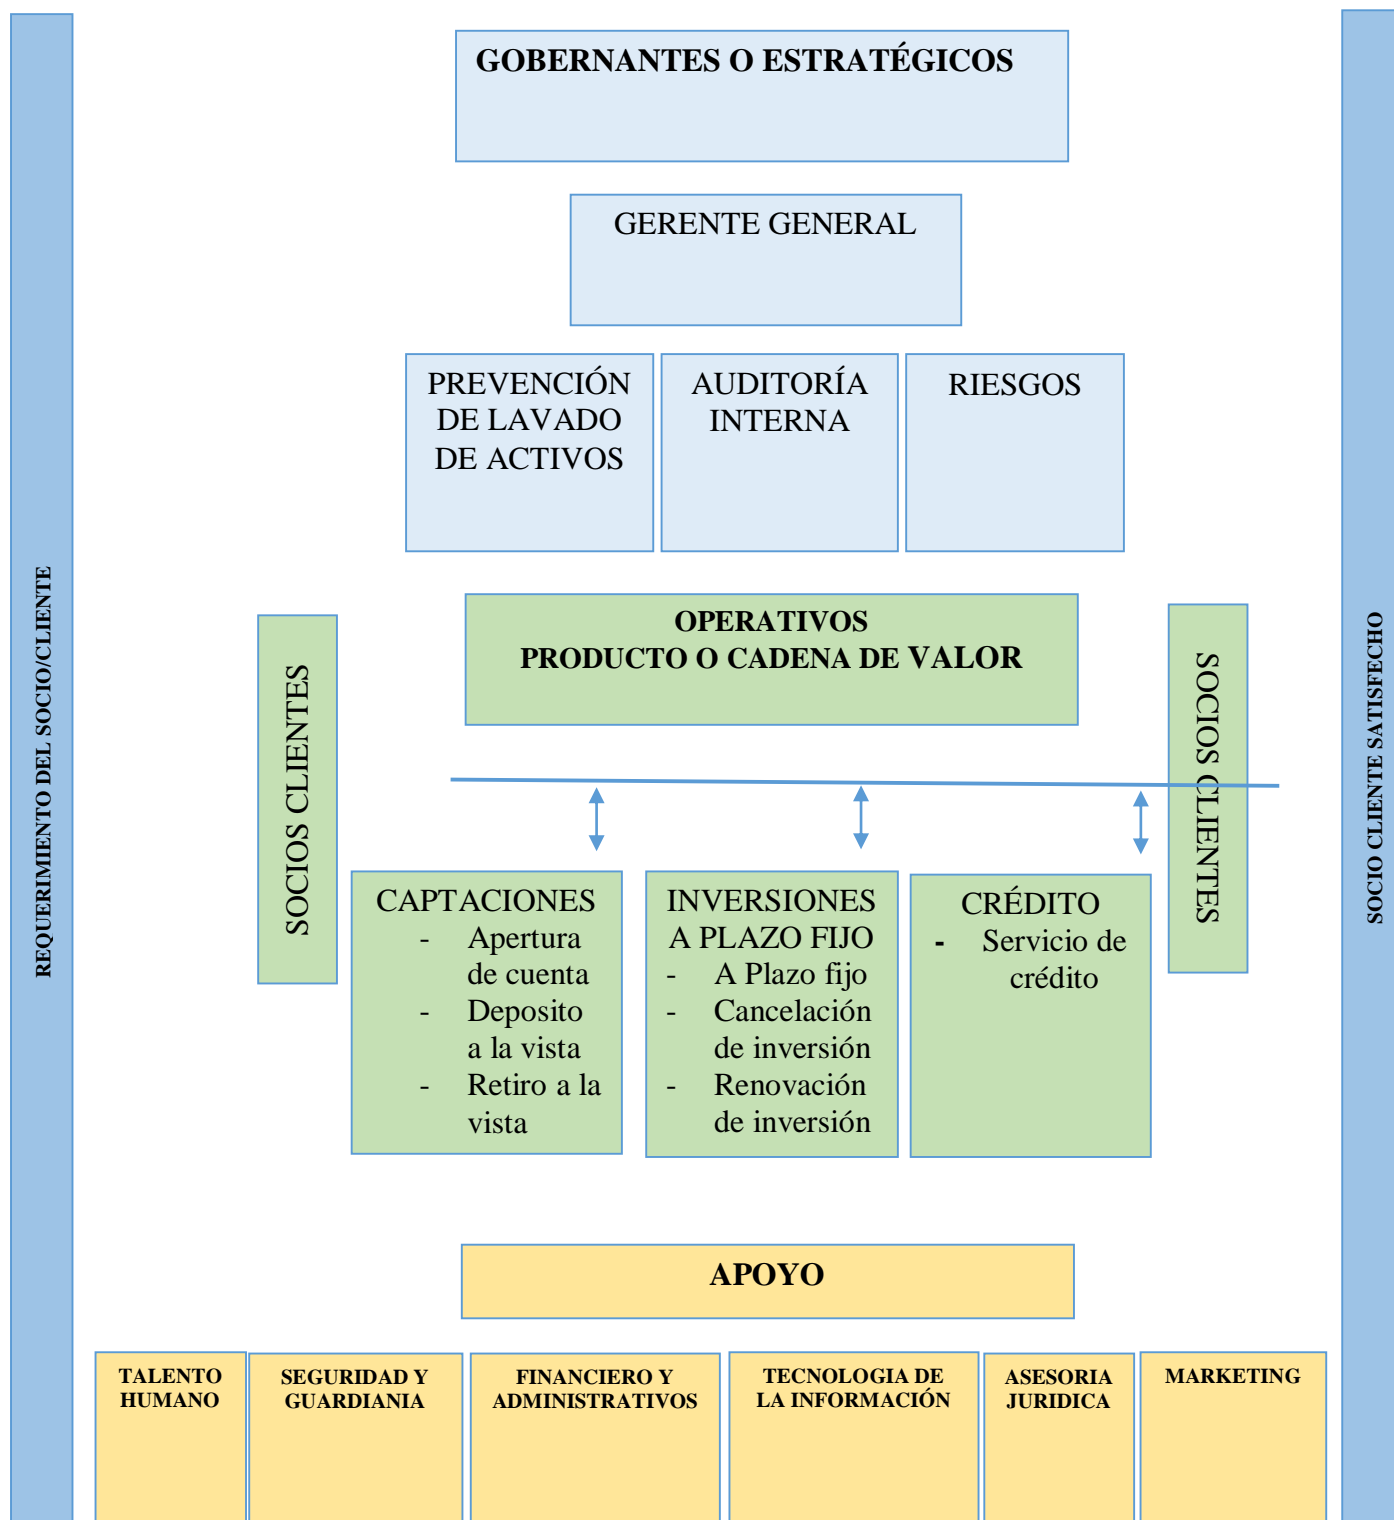 GOBERNANTES O ESTRATÉGICOS
GERENTE GENERAL
PREVENCIÓN
DE LAVADO
DE ACTIVOS
AUDITORÍA
INTERNA
RIESGOS
REQUERIMIENTO DEL SOCIO/CLIENTE
SOCIOS CLIENTES
OPERATIVOS
PRODUCTO O CADENA DE VALOR
SOCIOS CLIENTES
SOCIO CLIENTE SATISFECHO
CAPTACIONES
- Apertura
de cuenta
- Deposito
a la vista
- Retiro a la
vista
INVERSIONES
A PLAZO FIJO
- A Plazo fijo
- Cancelación
de inversión
- Renovación
de inversión
CRÉDITO
- Servicio de
crédito
APOYO
TALENTO
HUMANO
SEGURIDAD Y
GUARDIANIA
FINANCIERO Y
ADMINISTRATIVOS
TECNOLOGIA DE
LA INFORMACIÓN
ASESORIA
JURIDICA
MARKETING